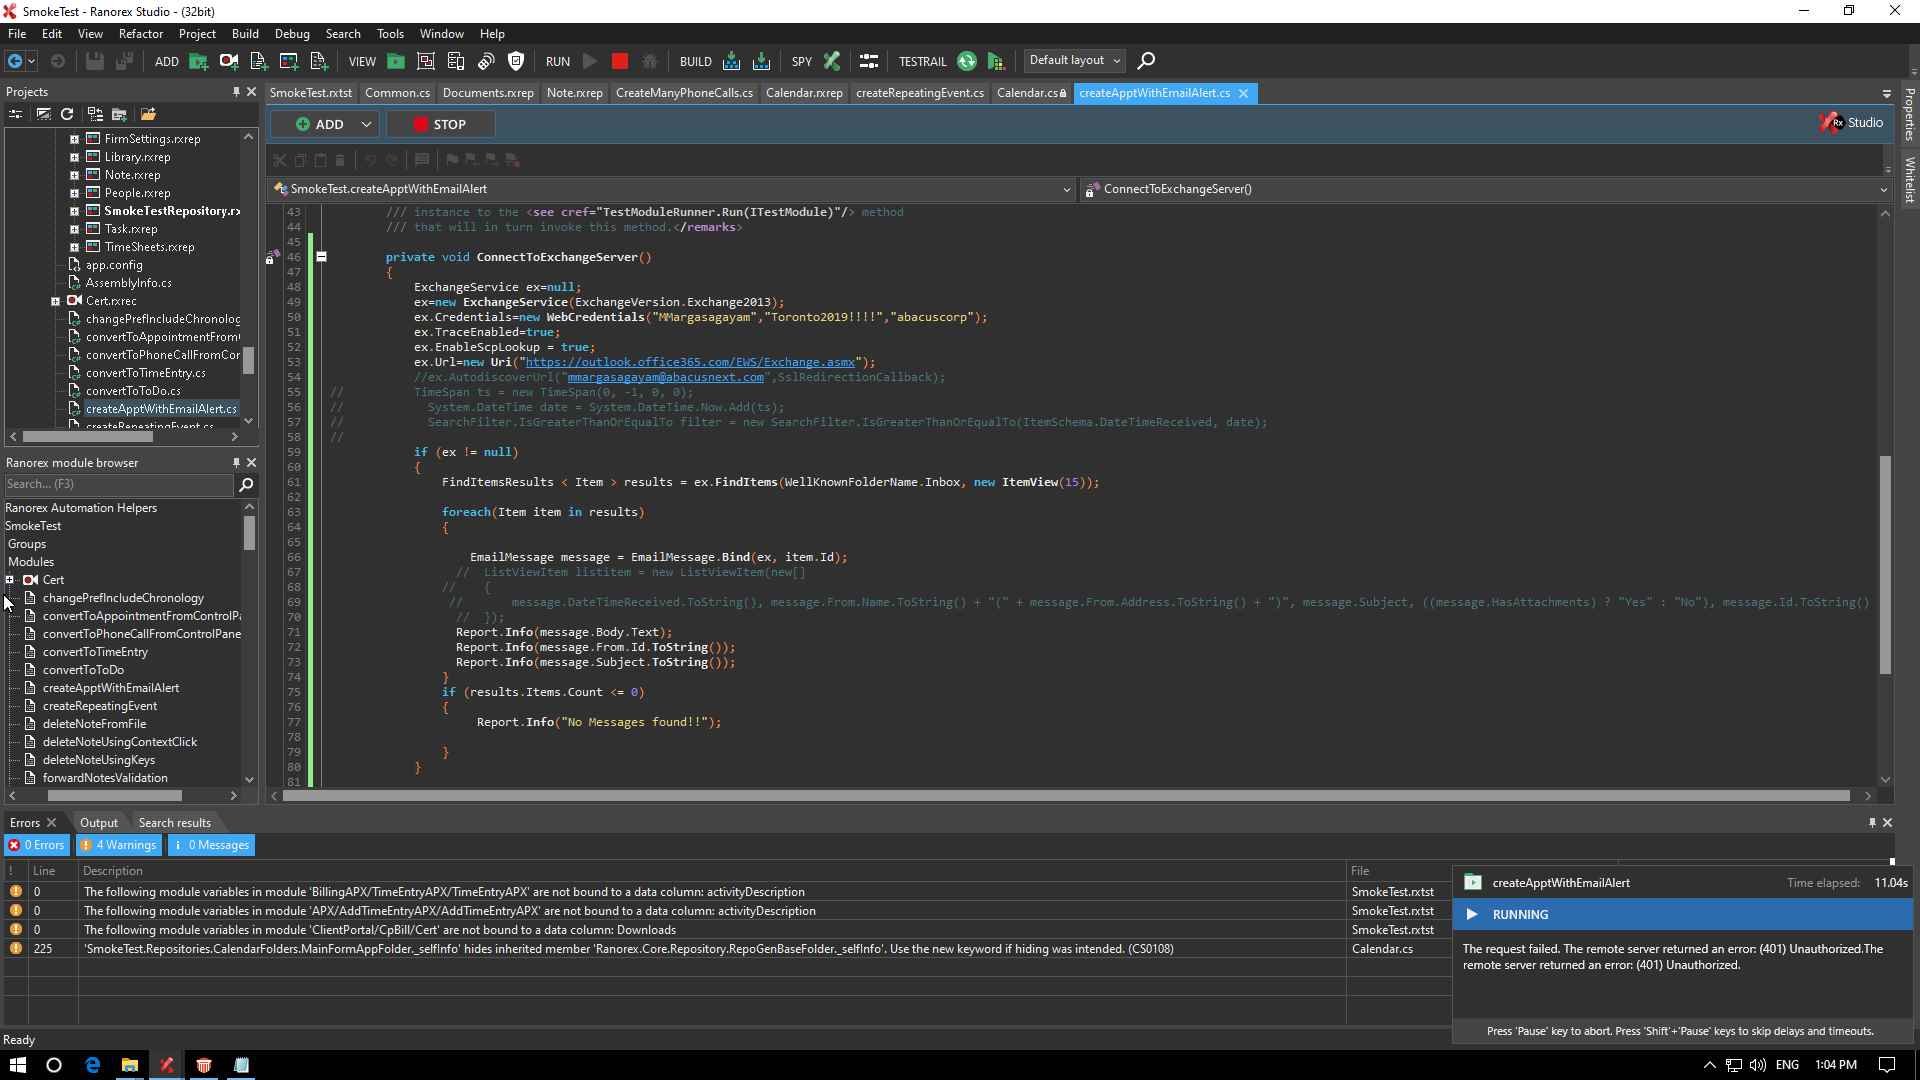 SmokeTest - Ranorex Studio - (32bit)
File Edit View Refactor Project Build Debug Search Tools Window Help
ADD VIEW RUN BUILD SPY TESTRAIL Default layout
Projects
SmokeTest.rxtst Common.cs Documents.rxrep Note.rxrep CreateManyPhoneCalls.cs Calendar.rxrep createRepeatingEvent.cs Calendar.cs createApptWithEmailAlert.cs
ADD STOP
Rx Studio
Properties
Whitelist
FirmSettings.rxrep
Library.rxrep
Note.rxrep
People.rxrep
SmokeTestRepository.rx
Task.rxrep
TimeSheets.rxrep
app.config
AssemblyInfo.cs
Cert.rxrec
changePrefIncludeChronolog
convertToAppointmentFrom
convertToPhoneCallFromCor
convertToTimeEntry.cs
convertToToDo.cs
createApptWithEmailAlert.cs
createRepeatingEvent.cs
SmokeTest.createApptWithEmailAlert
ConnectToExchangeServer()
43 /// instance to the <see cref="TestModuleRunner.Run(ITestModule)"/> method
44 /// that will in turn invoke this method.</remarks>
45
46 private void ConnectToExchangeServer()
47 {
48 ExchangeService ex=null;
49 ex=new ExchangeService(ExchangeVersion.Exchange2013);
50 ex.Credentials=new WebCredentials("MMargasagayam","Toronto2019!!!!","abacuscorp");
51 ex.TraceEnabled=true;
52 ex.EnableScpLookup = true;
53 ex.Url=new Uri("https://outlook.office365.com/EWS/Exchange.asmx");
54 //ex.AutodiscoverUrl("mmargasagayam@abacusnext.com",SslRedirectionCallback);
55 // TimeSpan ts = new TimeSpan(0, -1, 0, 0);
56 // System.DateTime date = System.DateTime.Now.Add(ts);
57 // SearchFilter.IsGreaterThanOrEqualTo filter = new SearchFilter.IsGreaterThanOrEqualTo(ItemSchema.DateTimeReceived, date);
58 //
59 if (ex != null)
60 {
61 FindItemsResults < Item > results = ex.FindItems(WellKnownFolderName.Inbox, new ItemView(15));
62
63 foreach(Item item in results)
64 {
65
66 EmailMessage message = EmailMessage.Bind(ex, item.Id);
67 // ListViewItem listitem = new ListViewItem(new[]
68 // {
69 // message.DateTimeReceived.ToString(), message.From.Name.ToString() + "(" + message.From.Address.ToString() + ")", message.Subject, ((message.HasAttachments) ? "Yes" : "No"), message.Id.ToString()
70 // });
71 Report.Info(message.Body.Text);
72 Report.Info(message.From.Id.ToString());
73 Report.Info(message.Subject.ToString());
74 }
75 if (results.Items.Count <= 0)
76 {
77 Report.Info("No Messages found!!");
78
79 }
80 }
81
Ranorex module browser
Search... (F3)
Ranorex Automation Helpers
SmokeTest
Groups
Modules
Cert
changePrefIncludeChronology
convertToAppointmentFromControlPa
convertToPhoneCallFromControlPane
convertToTimeEntry
convertToToDo
createApptWithEmailAlert
createRepeatingEvent
deleteNoteFromFile
deleteNoteUsingContextClick
deleteNoteUsingKeys
forwardNotesValidation
Errors Output Search results
0 Errors 4 Warnings 0 Messages
! Line Description File
0 The following module variables in module 'BillingAPX/TimeEntryAPX/TimeEntryAPX' are not bound to a data column: activityDescription SmokeTest.rxtst
0 The following module variables in module 'APX/AddTimeEntryAPX/AddTimeEntryAPX' are not bound to a data column: activityDescription SmokeTest.rxtst
0 The following module variables in module 'ClientPortal/CpBill/Cert' are not bound to a data column: Downloads SmokeTest.rxtst
225 'SmokeTest.Repositories.CalendarFolders.MainFormAppFolder._selfInfo' hides inherited member 'Ranorex.Core.Repository.RepoGenBaseFolder._selfInfo'. Use the new keyword if hiding was intended. (CS0108) Calendar.cs
createApptWithEmailAlert Time elapsed: 11.04s
RUNNING
The request failed. The remote server returned an error: (401) Unauthorized.The
remote server returned an error: (401) Unauthorized.
Press 'Pause' key to abort. Press 'Shift'+'Pause' keys to skip delays and timeouts.
Ready
ENG 1:04 PM